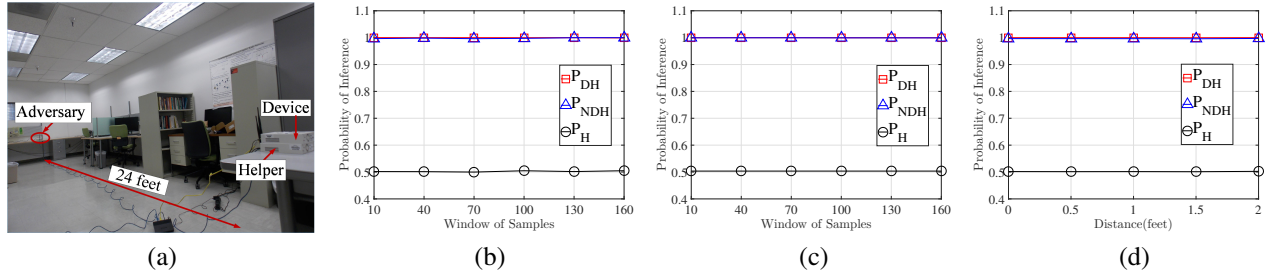 Adversary
Device
24 feet
Helper
(a)
Probability of Inference
1.1
1
0.9
0.8
0.7
0.6
0.5
0.4
P_DH
P_NDH
P_H
10 40 70 100 130 160
Window of Samples
(b)
Probability of Inference
1.1
1
0.9
0.8
0.7
0.6
0.5
0.4
P_DH
P_NDH
P_H
10 40 70 100 130 160
Window of Samples
(c)
Probability of Inference
1.1
1
0.9
0.8
0.7
0.6
0.5
0.4
P_DH
P_NDH
P_H
0 0.5 1 1.5 2
Distance(feet)
(d)